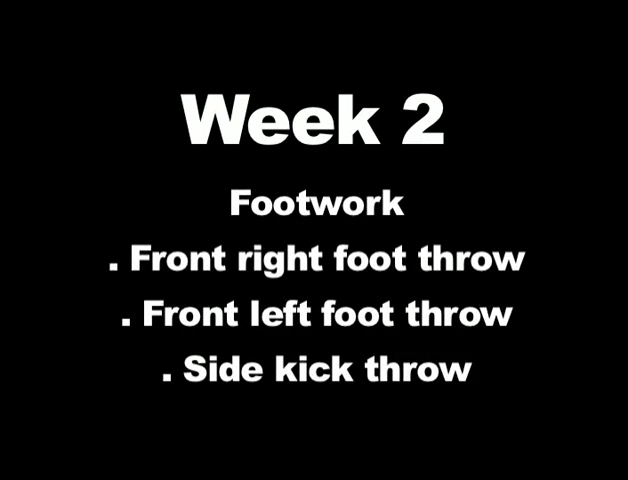 Week 2
Footwork
. Front right foot throw
. Front left foot throw
. Side kick throw